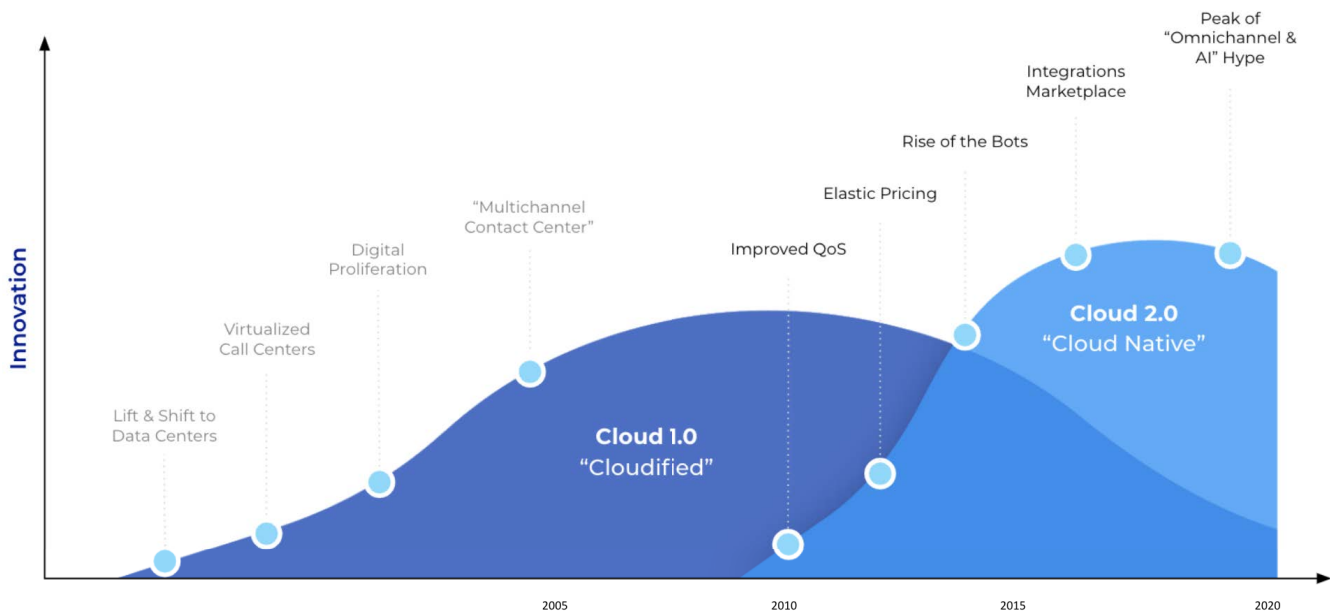 Peak of
“Omnichannel &
AI” Hype
Integrations
Marketplace
Rise of the Bots
Elastic Pricing
“Multichannel
Contact Center”
Improved QoS
Digital
Proliferation
Virtualized
Call Centers
Lift & Shift to
Data Centers
Innovation
Cloud 1.0
“Cloudified”
Cloud 2.0
“Cloud Native”
2005
2010
2015
2020